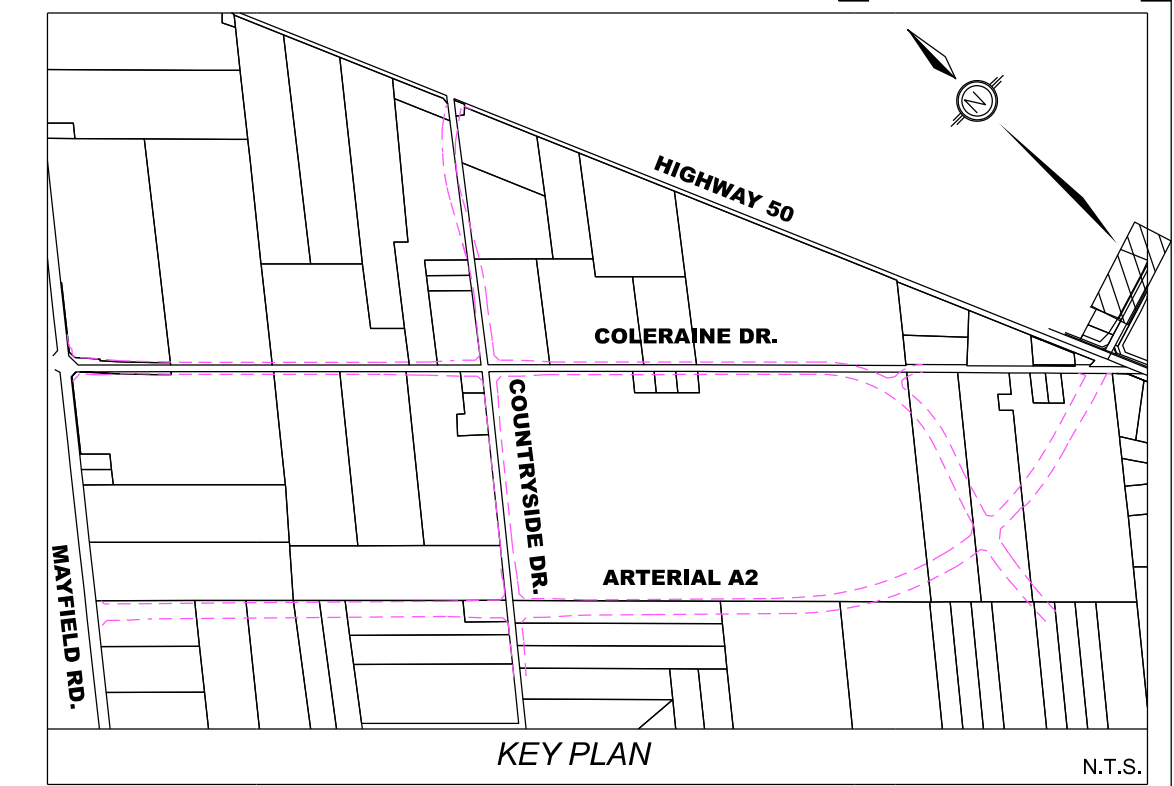 N
HIGHWAY 50
COLERAINE DR.
COUNTRYSIDE DR.
ARTERIAL A2
MAYFIELD RD.
KEY PLAN
N.T.S.